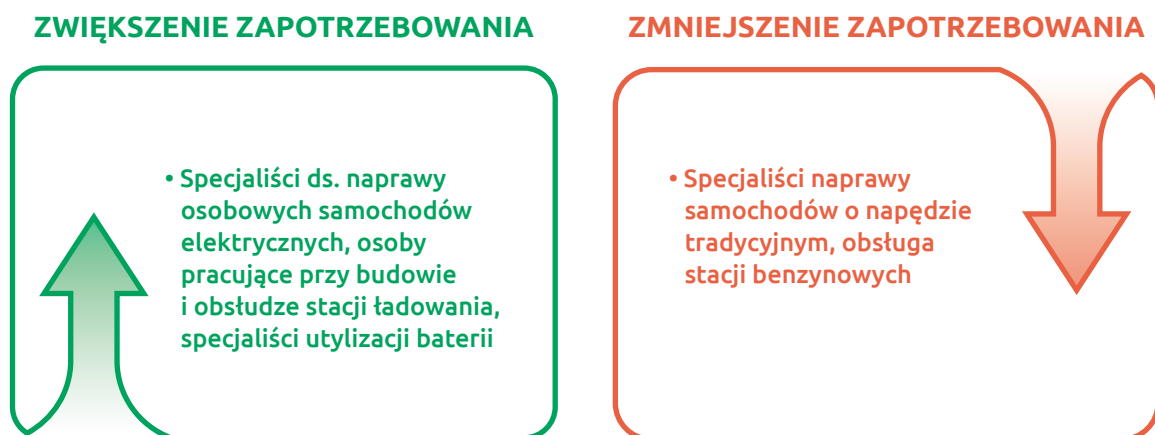 ZWIĘKSZENIE ZAPOTRZEBOWANIA
• Specjaliści ds. naprawy
osobowych samochodów
elektrycznych, osoby
pracujące przy budowie
i obsłudze stacji ładowania,
specjaliści utylizacji baterii
ZMNIEJSZENIE ZAPOTRZEBOWANIA
• Specjaliści naprawy
samochodów o napędzie
tradycyjnym, obsługa
stacji benzynowych